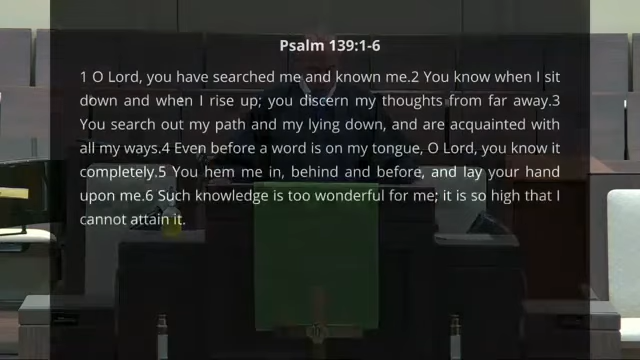 Psalm 139:1-6
1 O Lord, you have searched me and known me.2 You know when I sit
down and when I rise up; you discern my thoughts from far away.3
You search out my path and my lying down, and are acquainted with
all my ways.4 Even before a word is on my tongue, O Lord, you know it
completely.5 You hem me in, behind and before, and lay your hand
upon me.6 Such knowledge is too wonderful for me; it is so high that I
cannot attain it.